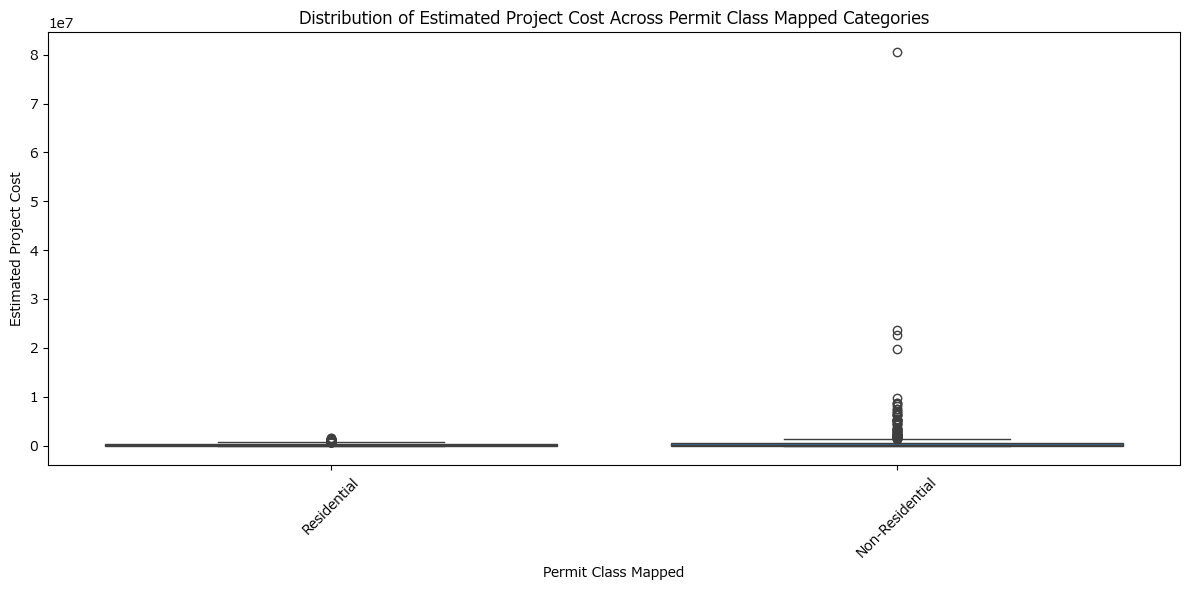 Distribution of Estimated Project Cost Across Permit Class Mapped Categories
1e7
8
7
6
5
4
3
2
1
0
Estimated Project Cost
Residential
Non-Residential
Permit Class Mapped